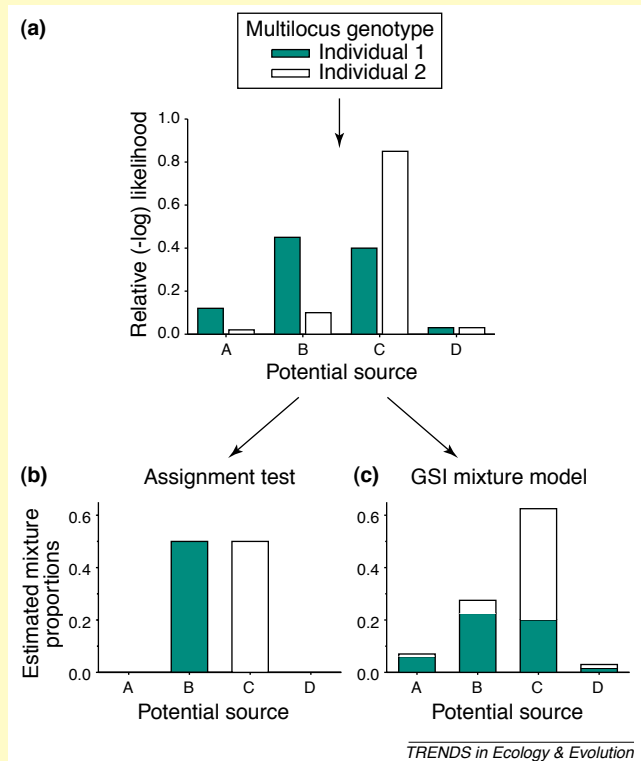 (a)
Multilocus genotype
Individual 1
Individual 2
Relative (-log) likelihood
1.0
0.8
0.6
0.4
0.2
0.0
A B C D
Potential source
(b) Assignment test
(c) GSI mixture model
Estimated mixture
proportions
0.6
0.4
0.2
0.0
A B C D
Potential source
0.6
0.4
0.2
0.0
A B C D
Potential source
TRENDS in Ecology & Evolution